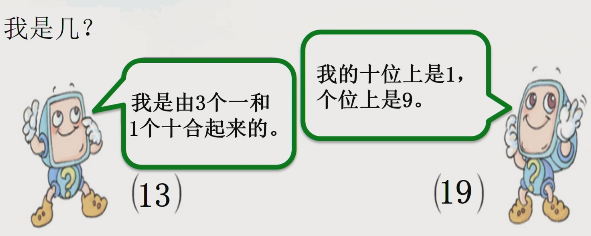 我是几？
我是由3个一和
1个十合起来的。
(13)
我的十位上是1，
个位上是9。
(19)
?
?